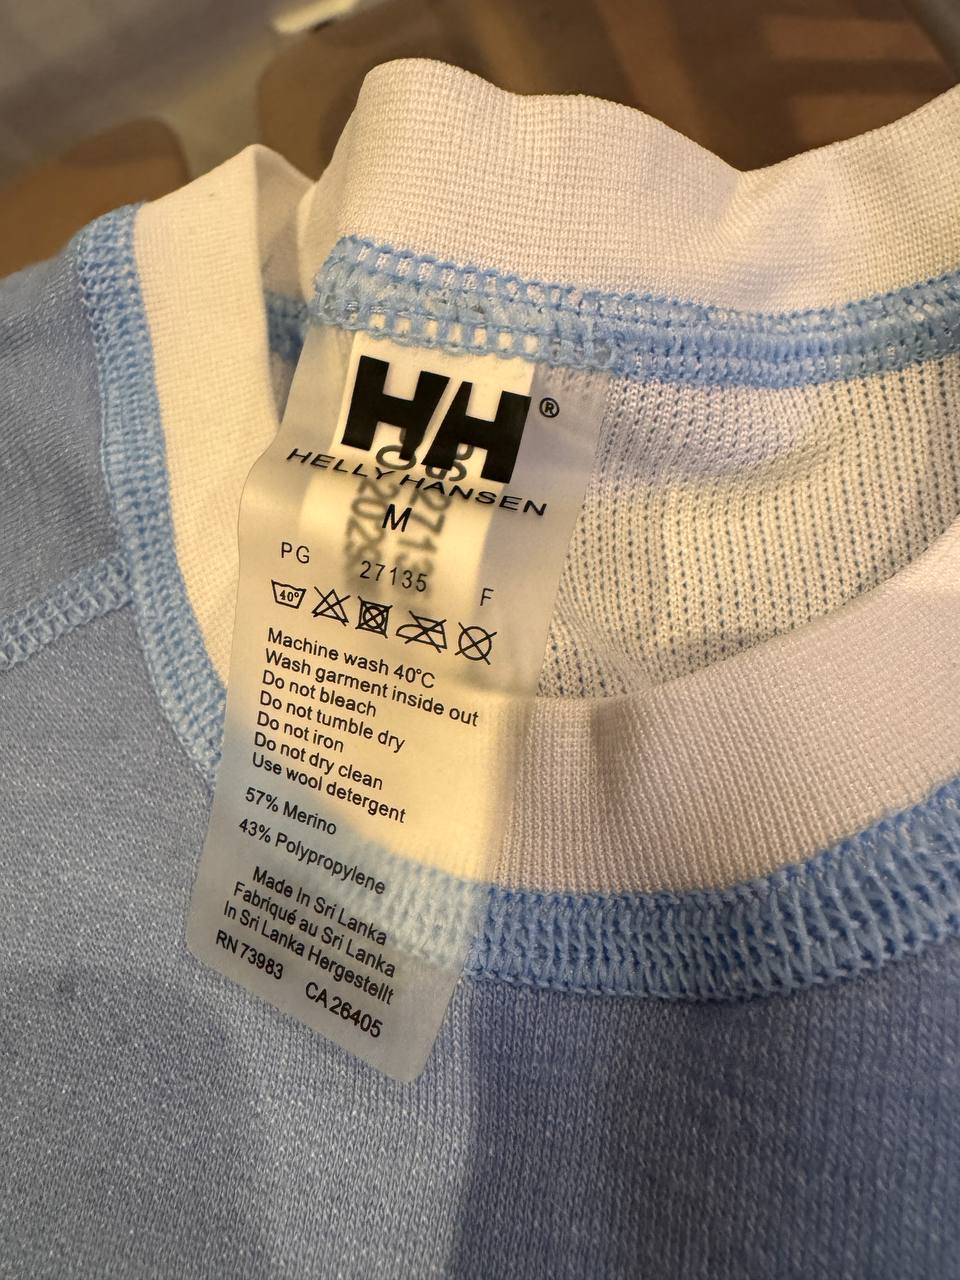 HH®
HELLY HANSEN
M
PG 27135 F
40°
Machine wash 40°C
Wash garment inside out
Do not bleach
Do not tumble dry
Do not iron
Do not dry clean
Use wool detergent
57% Merino
43% Polypropylene
Made In Sri Lanka
Fabriqué au Sri Lanka
In Sri Lanka Hergestellt
RN 73983 CA 26405